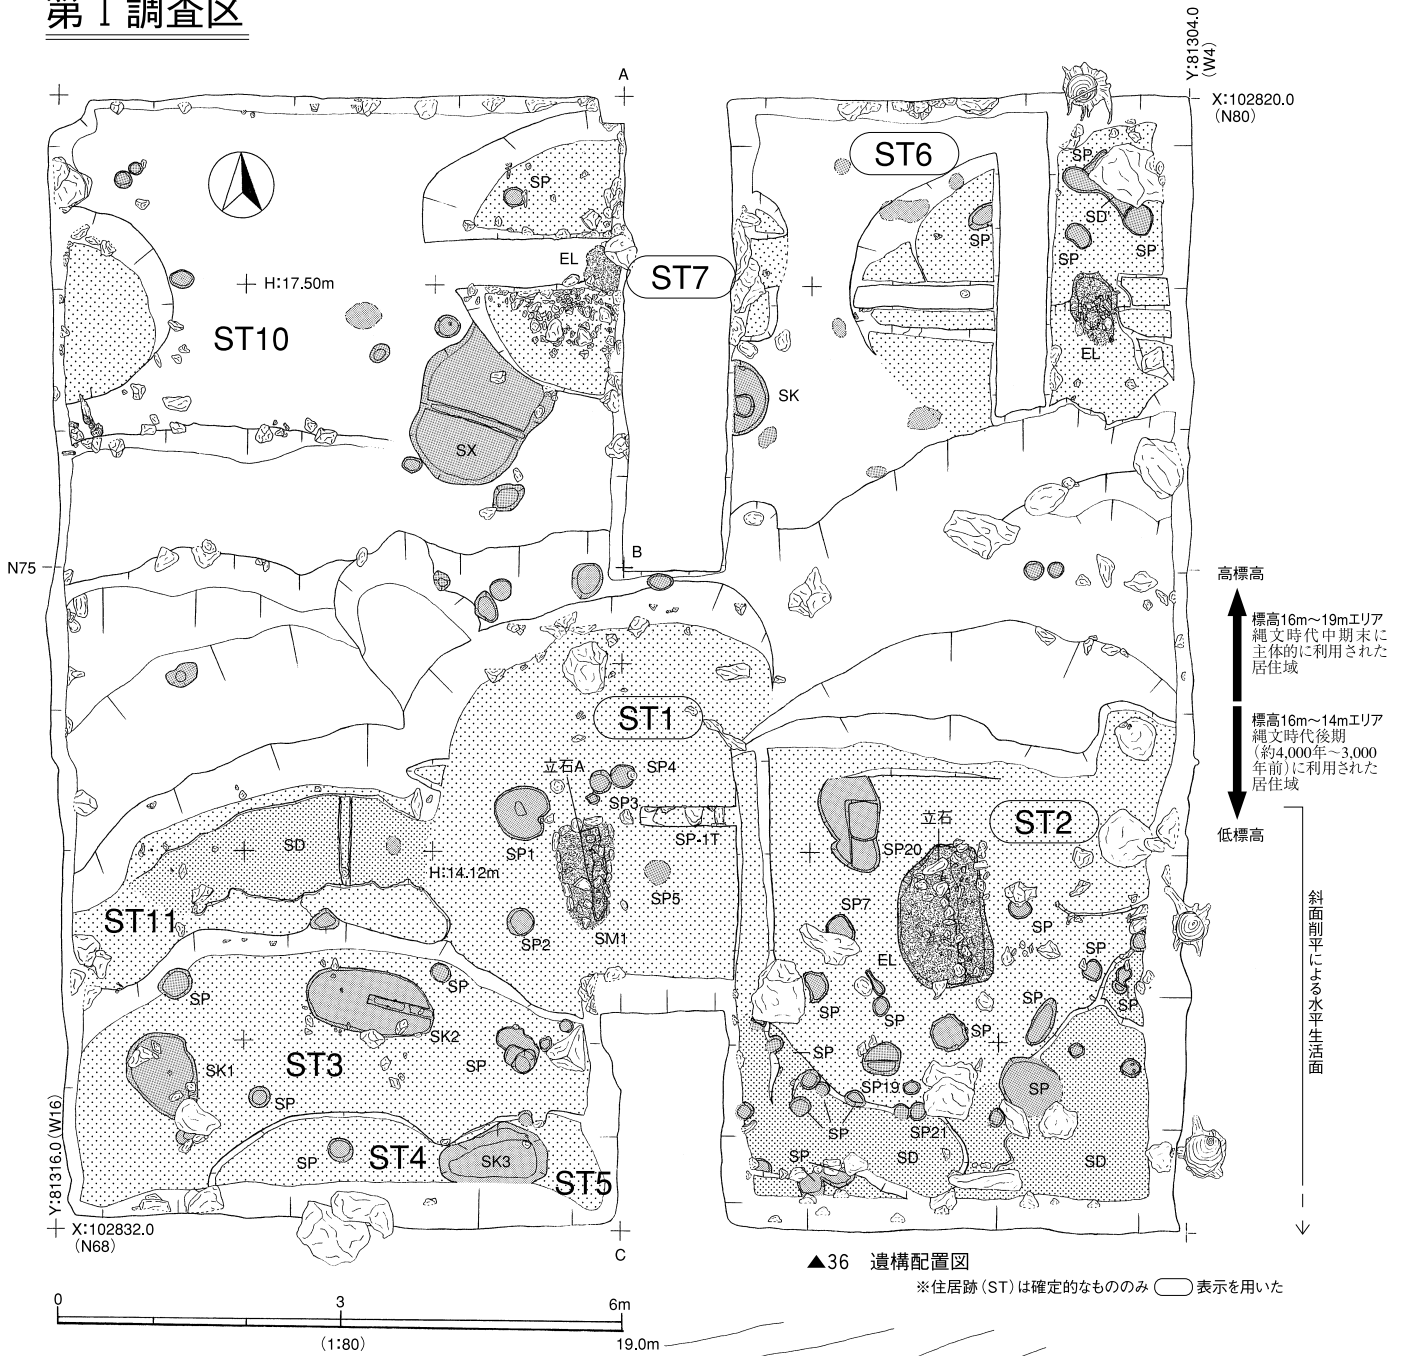 第Ⅰ調査区
A
Y:81304.0
(W4)
X:102820.0
(N80)
ST6
SP
SP
SD
SP
SP
SP
EL
ST7
H:17.50m
ST10
EL
SK
SX
B
N75
高標高
標高16m～19mエリア
縄文時代中期末に
主体的に利用された
居住域
標高16m～14mエリア
縄文時代後期
(約4,000年～3,000
年前)に利用された
居住域
低標高
ST1
立石A
SP4
SP3
SP-1T
SP1
SD
H:14.12m
SP5
SP2
SM1
ST11
立石
ST2
SP20
SP7
SP
SP
EL
SP
SP
SP
SP
SP
斜面削平による水平生活面
SP
SP
SK2
ST3
SP
SK1
SP
SP
SP19
SP
SP21
SP
SP
ST4
SK3
ST5
SP
SD
SD
Y:81316.0(W16)
X:102832.0
(N68)
C
▲36 遺構配置図
※住居跡(ST)は確定的なもののみ 表示を用いた
0
3
6m
(1:80)
19.0m